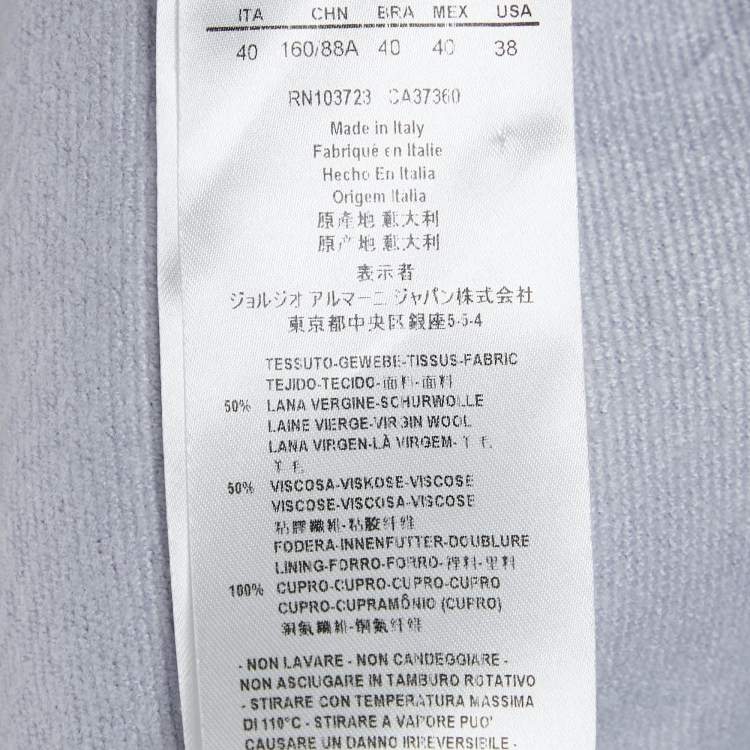 ITA CHN BRA MEX USA
40 160/88A 40 40 38
RN103723 CA37360
Made in Italy
Fabriqué en Italie
Hecho En Italia
Origem Italia
原產地 意大利
原产地 意大利
表示者
ジョルジオ アルマーニ ジャパン株式会社
東京都中央区銀座5-5-4
TESSUTO-GEWEBE-TISSUS-FABRIC
TEJIDO-TECIDO-面料-面料
50% LANA VERGINE-SCHURWOLLE
LAINE VIERGE-VIRGIN WOOL
LANA VIRGEN-LÀ VIRGEM-羊毛
羊毛
50% VISCOSA-VISKOSE-VISCOSE
VISCOSE-VISCOSA-VISCOSE
粘膠纖維-粘胶纤维
FODERA-INNENFUTTER-DOUBLURE
LINING-FORRO-FORRO-裡料-里料
100% CUPRO-CUPRO-CUPRO-CUPRO
CUPRO-CUPRAMÔNIO (CUPRO)
銅氨纖維-铜氨纤维
- NON LAVARE - NON CANDEGGIARE -
NON ASCIUGARE IN TAMBURO ROTATIVO
- STIRARE CON TEMPERATURA MASSIMA
DI 110°C - STIRARE A VAPORE PUO'
CAUSARE UN DANNO IRREVERSIBILE -